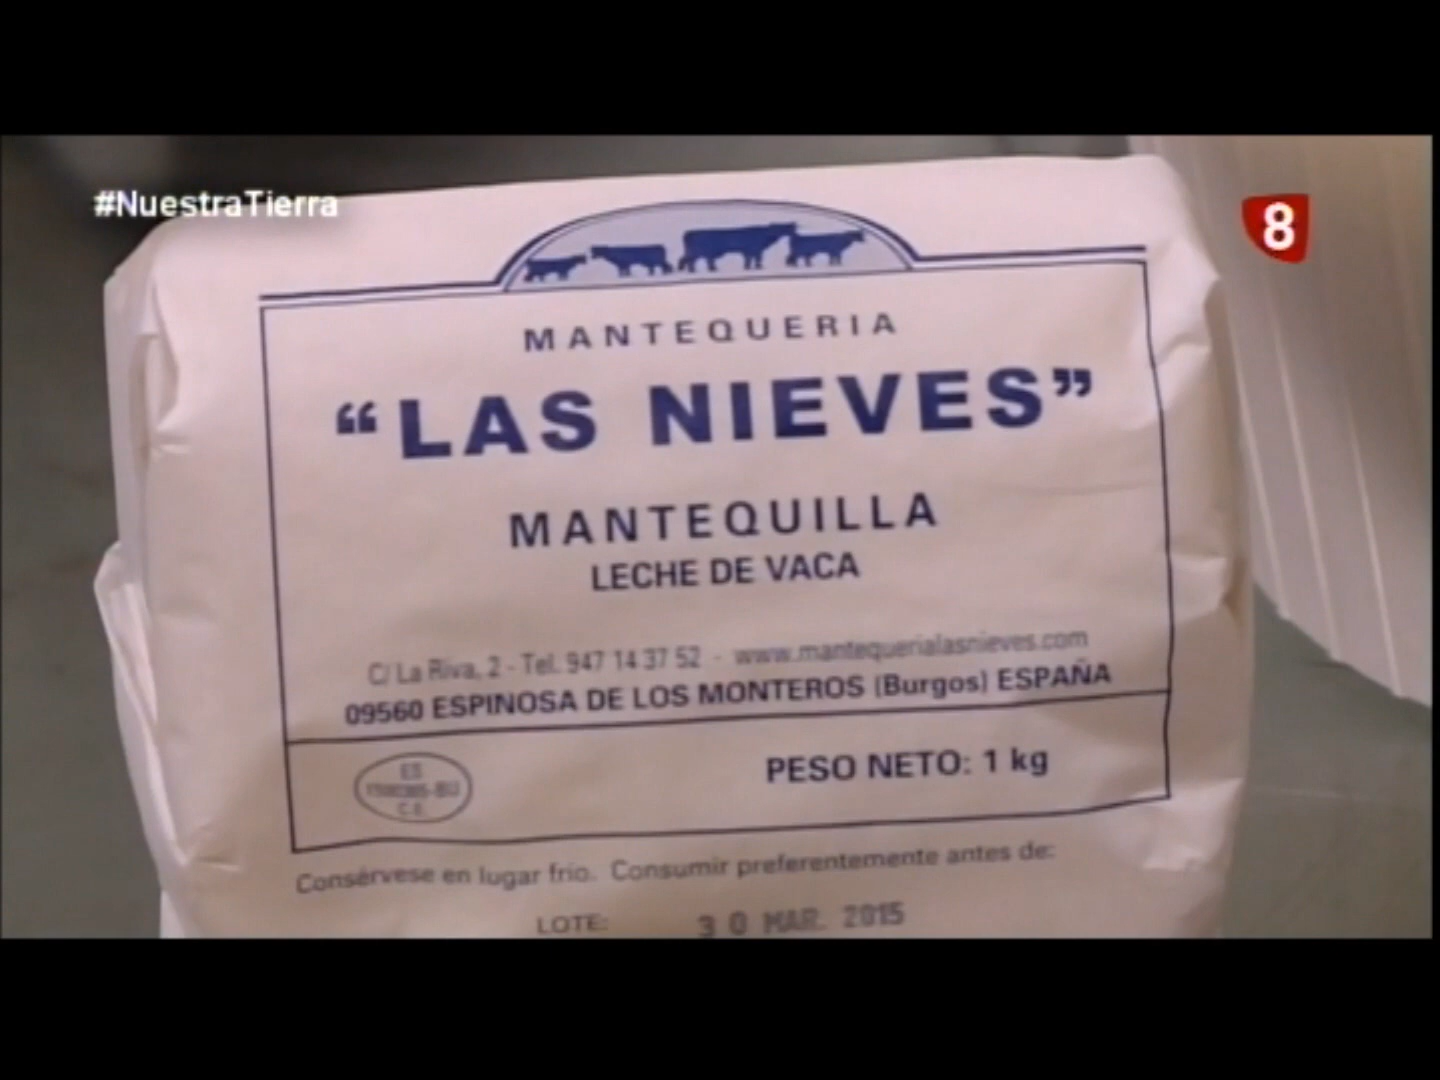 #NuestraTierra
8
MANTEQUERIA
“LAS NIEVES”
MANTEQUILLA
LECHE DE VACA
C/ La Riva, 2 - Tel. 947 14 37 52 - www.mantequerialasnieves.com
09560 ESPINOSA DE LOS MONTEROS (Burgos) ESPAÑA
ES
C.E.
PESO NETO: 1 kg
Consérvese en lugar frio. Consumir preferentemente antes de:
LOTE: 30 MAR. 2015